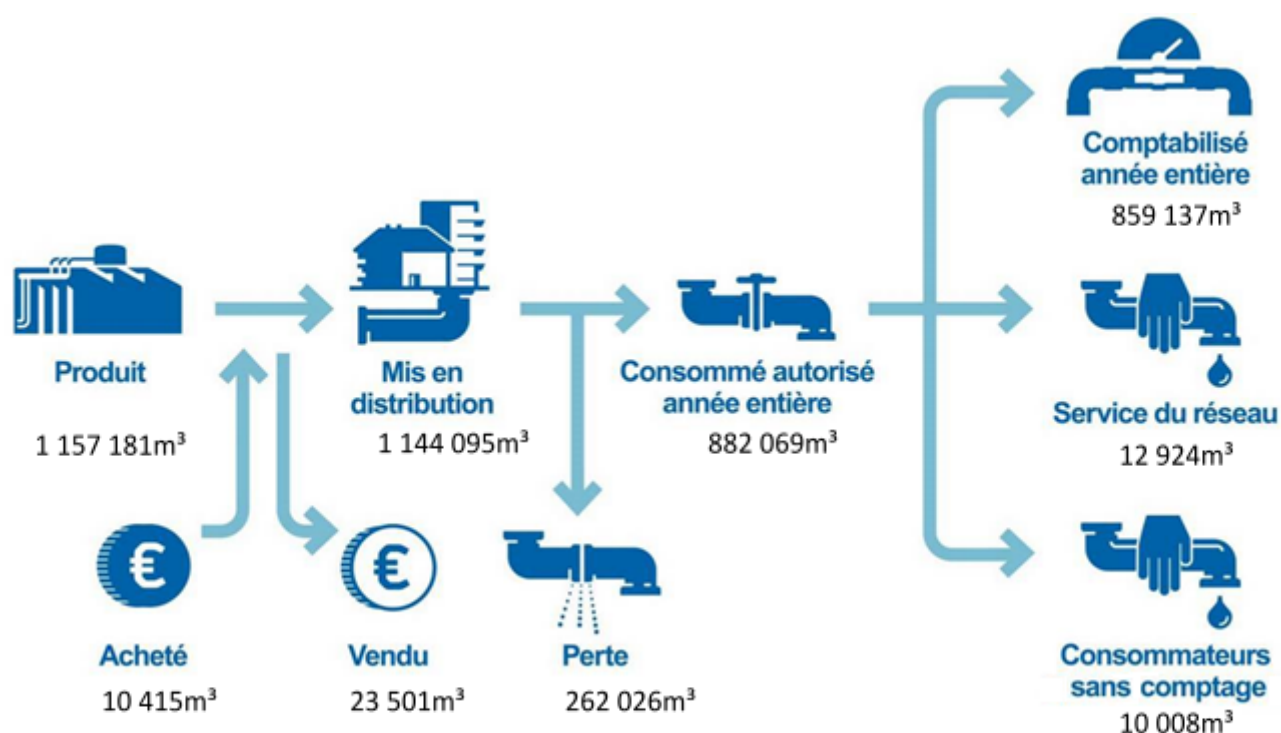 Comptabilisé
année entière
859 137m³
Produit
1 157 181m³
Mis en
distribution
1 144 095m³
Consommé autorisé
année entière
882 069m³
Service du réseau
12 924m³
€
Acheté
10 415m³
€
Vendu
23 501m³
Perte
262 026m³
Consommateurs
sans comptage
10 008m³